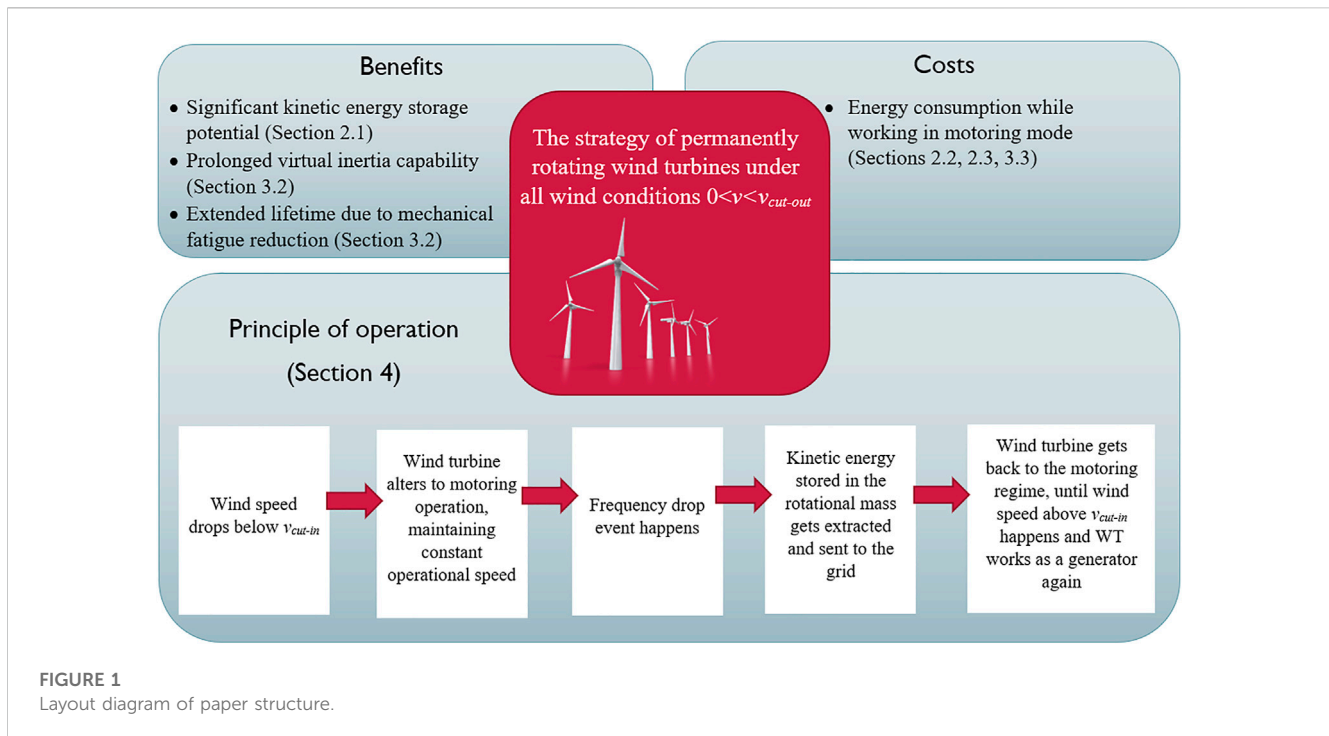 Benefits
• Significant kinetic energy storage
potential (Section 2.1)
• Prolonged virtual inertia capability
(Section 3.2)
• Extended lifetime due to mechanical
fatigue reduction (Section 3.2)
The strategy of permanently
rotating wind turbines under
all wind conditions 0<v<vcut-out
Costs
• Energy consumption while
working in motoring mode
(Sections 2.2, 2.3, 3.3)
Principle of operation
(Section 4)
Wind speed
drops below vcut-in
Wind turbine
alters to motoring
operation,
maintaining
constant
operational speed
Frequency drop
event happens
Kinetic energy
stored in the
rotational mass
gets extracted
and sent to the
grid
Wind turbine gets
back to the motoring
regime, until wind
speed above vcut-in
happens and WT
works as a generator
again
FIGURE 1
Layout diagram of paper structure.